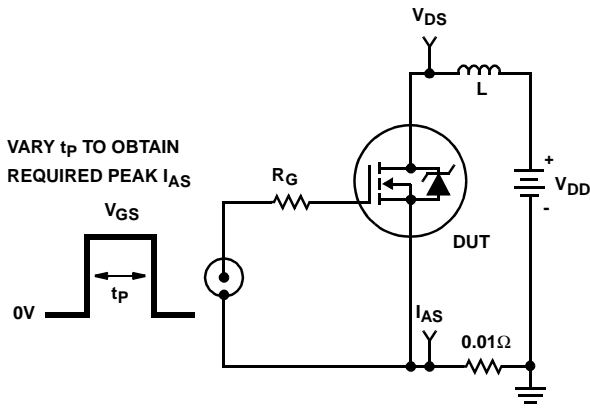 VDS
L
VARY tP TO OBTAIN
REQUIRED PEAK IAS
RG
+
VDD
-
VGS
DUT
tP
0V
IAS
0.01Ω